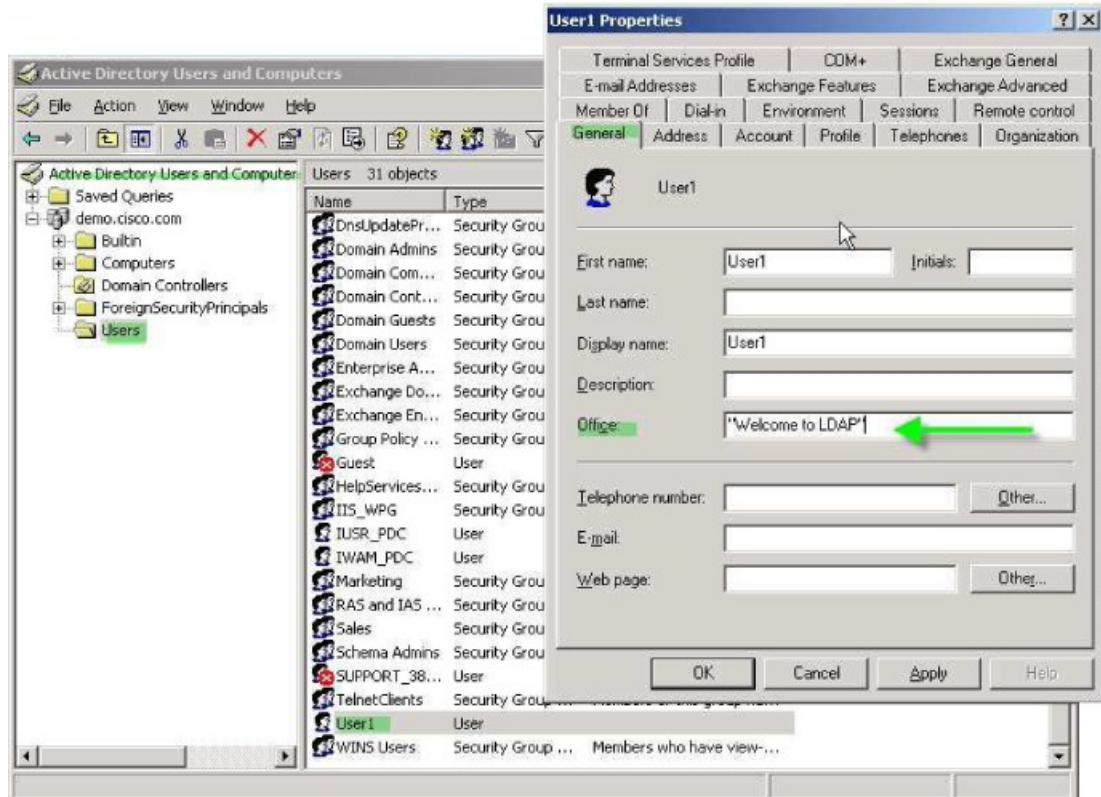 Active Directory Users and Computers
File Action View Window Help
Active Directory Users and Computer
Saved Queries
demo.cisco.com
Builtin
Computers
Domain Controllers
ForeignSecurityPrincipals
Users
Users 31 objects
Name Type
DnsUpdatePr... Security Grou
Domain Admins Security Grou
Domain Com... Security Grou
Domain Cont... Security Grou
Domain Guests Security Grou
Domain Users Security Grou
Enterprise A... Security Grou
Exchange Do... Security Grou
Exchange En... Security Grou
Group Policy ... Security Grou
Guest User
HelpServices... Security Grou
IIS_WPG Security Grou
IUSR_PDC User
IWAM_PDC User
Marketing Security Grou
RAS and IAS ... Security Grou
Sales Security Grou
Schema Admins Security Grou
SUPPORT_38... User
TelnetClients Security Group ... Members of this group ha...
User1 User
WINS Users Security Group ... Members who have view-...
User1 Properties
Terminal Services Profile COM+ Exchange General
E-mail Addresses Exchange Features Exchange Advanced
Member Of Dial-in Environment Sessions Remote control
General Address Account Profile Telephones Organization
User1
First name: User1 Initials:
Last name:
Display name: User1
Description:
Office: "Welcome to LDAP"
Telephone number: Other...
E-mail:
Web page: Other...
OK Cancel Apply Help